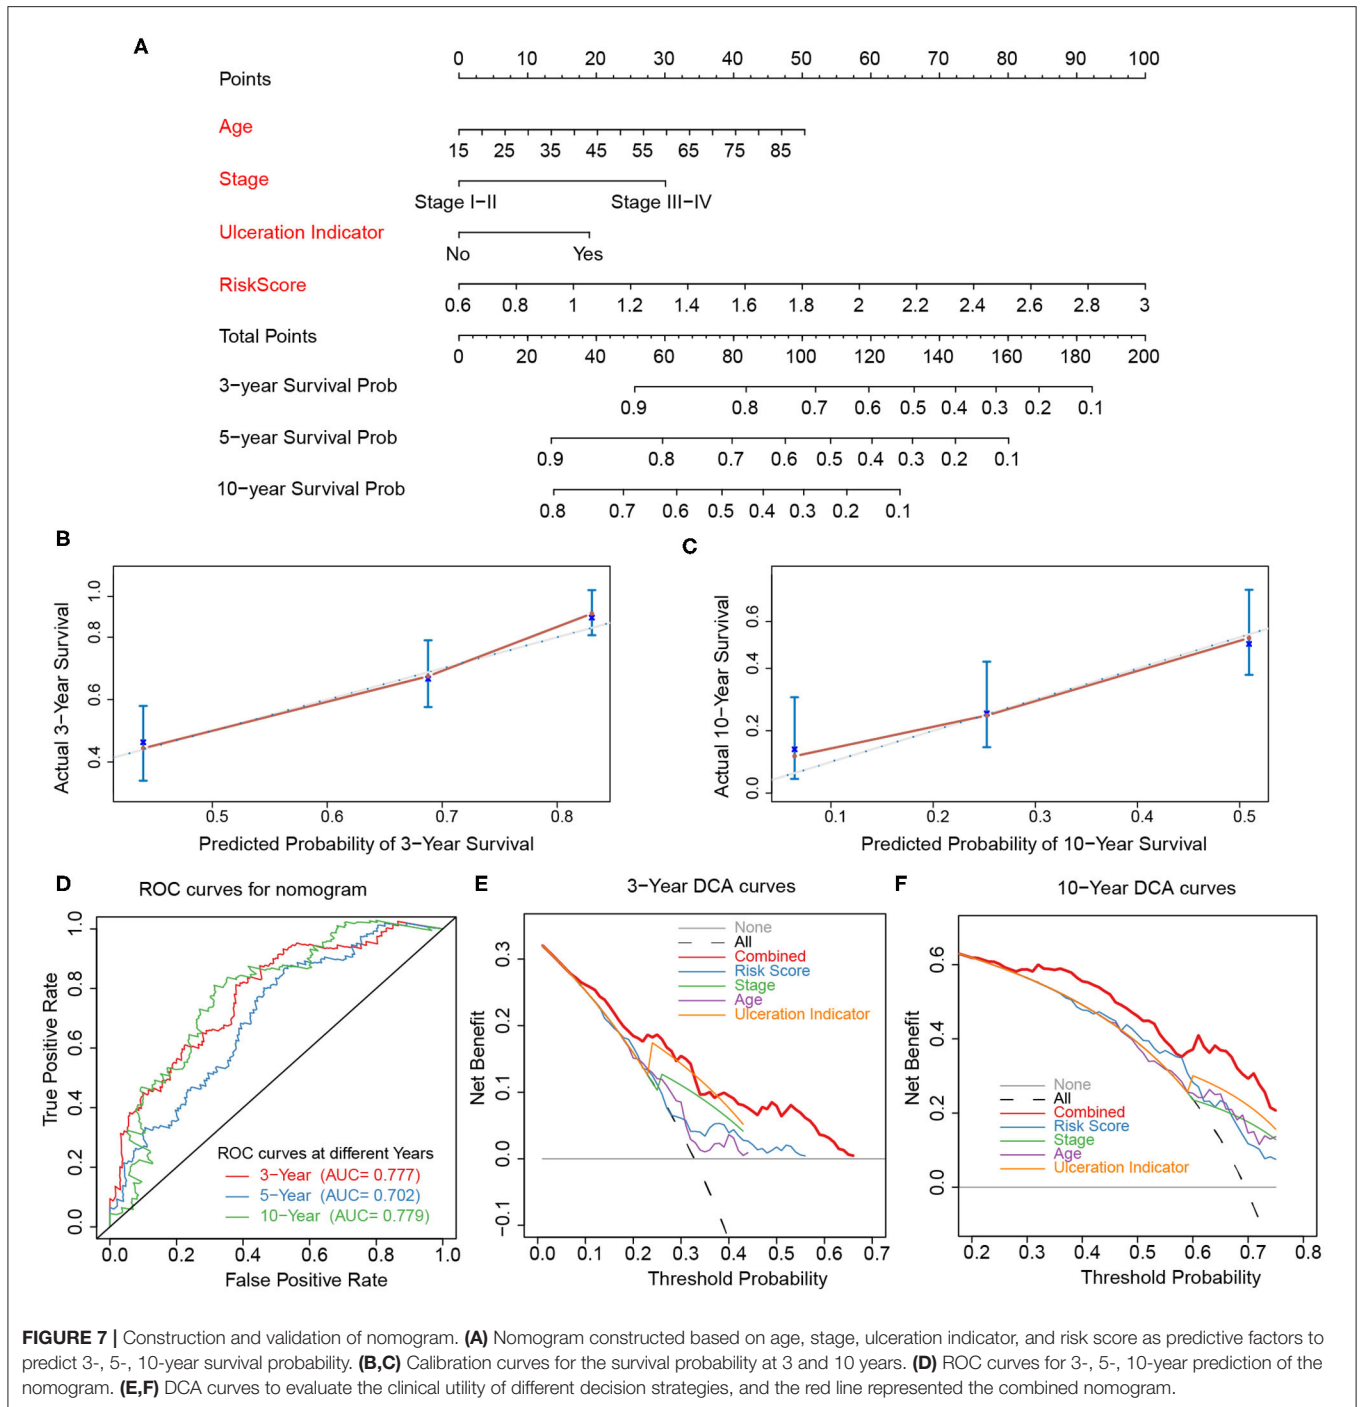 A
Points
0 10 20 30 40 50 60 70 80 90 100
Age
15 25 35 45 55 65 75 85
Stage
Stage I−II Stage III−IV
Ulceration Indicator
No Yes
RiskScore
0.6 0.8 1 1.2 1.4 1.6 1.8 2 2.2 2.4 2.6 2.8 3
Total Points
0 20 40 60 80 100 120 140 160 180 200
3−year Survival Prob
0.9 0.8 0.7 0.6 0.5 0.4 0.3 0.2 0.1
5−year Survival Prob
0.9 0.8 0.7 0.6 0.5 0.4 0.3 0.2 0.1
10−year Survival Prob
0.8 0.7 0.6 0.5 0.4 0.3 0.2 0.1
B
Actual 3−Year Survival
1.0
0.8
0.6
0.4
0.5 0.6 0.7 0.8
Predicted Probability of 3−Year Survival
C
Actual 10−Year Survival
0.6
0.4
0.2
0.0
0.1 0.2 0.3 0.4 0.5
Predicted Probability of 10−Year Survival
D
ROC curves for nomogram
True Positive Rate
1.0
0.8
0.6
0.4
0.2
0.0
ROC curves at different Years
3−Year (AUC= 0.777)
5−Year (AUC= 0.702)
10−Year (AUC= 0.779)
0.0 0.2 0.4 0.6 0.8 1.0
False Positive Rate
E
3−Year DCA curves
Net Benefit
0.3
0.2
0.1
0.0
−0.1
None
All
Combined
Risk Score
Stage
Age
Ulceration Indicator
0.0 0.1 0.2 0.3 0.4 0.5 0.6 0.7
Threshold Probability
F
10−Year DCA curves
Net Benefit
0.6
0.4
0.2
0.0
None
All
Combined
Risk Score
Stage
Age
Ulceration Indicator
0.2 0.3 0.4 0.5 0.6 0.7 0.8
Threshold Probability
FIGURE 7 | Construction and validation of nomogram. (A) Nomogram constructed based on age, stage, ulceration indicator, and risk score as predictive factors to
predict 3-, 5-, 10-year survival probability. (B,C) Calibration curves for the survival probability at 3 and 10 years. (D) ROC curves for 3-, 5-, 10-year prediction of the
nomogram. (E,F) DCA curves to evaluate the clinical utility of different decision strategies, and the red line represented the combined nomogram.